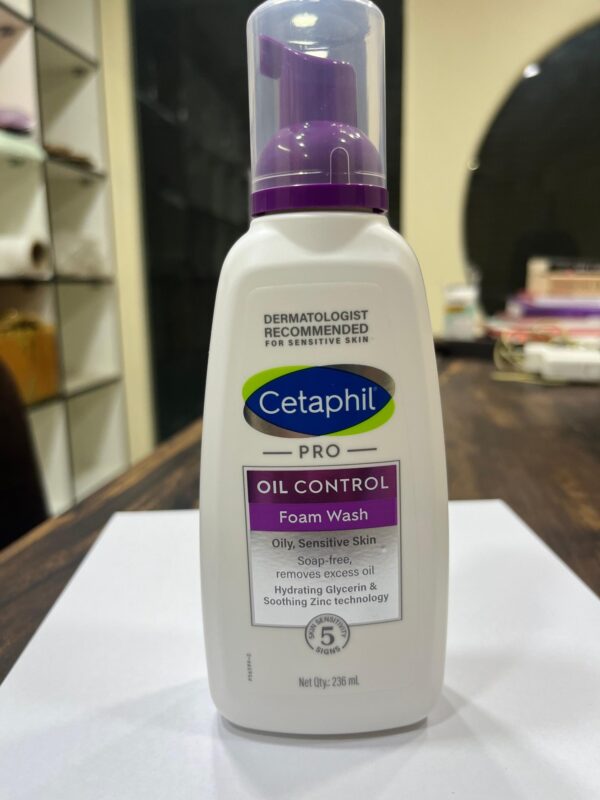 DERMATOLOGIST
RECOMMENDED
FOR SENSITIVE SKIN
Cetaphil®
PRO
OIL CONTROL
Foam Wash
Oily, Sensitive Skin
Soap-free,
removes excess oil
Hydrating Glycerin &
Soothing Zinc technology
SKIN SENSITIVITY
5
SIGNS
Net Qty.: 236 mL